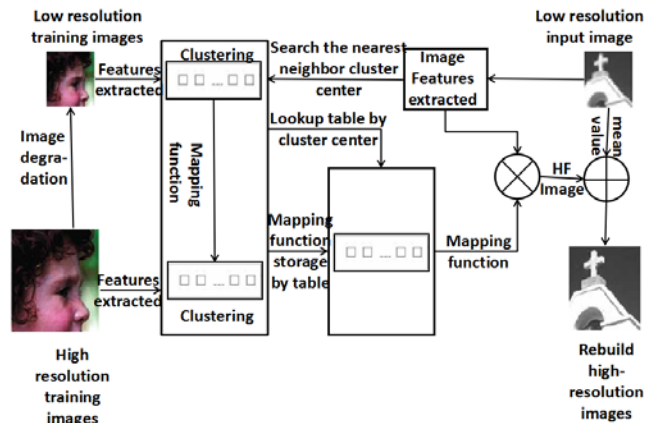 Low resolution
training images
Features
extracted
Image
degra-
dation
Features
extracted
High
resolution
training
images
Clustering
...
Mapping
function
...
Clustering
Search the nearest
neighbor cluster
center
Lookup table by
cluster center
Mapping
function
storage
by table
...
Image
Features
extracted
Mapping
function
HF
Image
Low resolution
input image
mean
value
Rebuild
high-
resolution
images